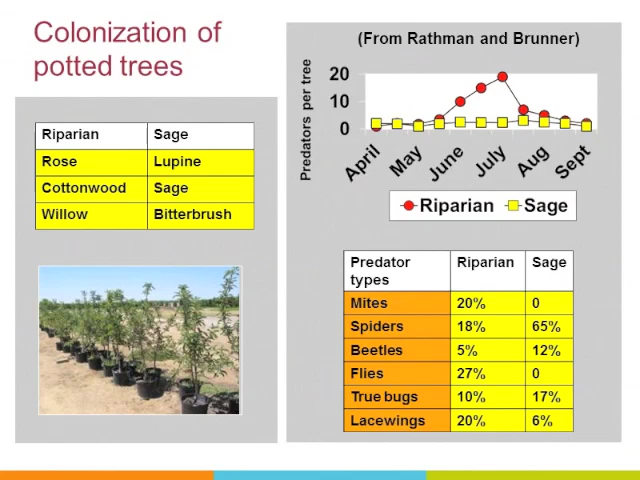 Colonization of
potted trees
Riparian Sage
Rose Lupine
Cottonwood Sage
Willow Bitterbrush
(From Rathman and Brunner)
Predators per tree
20
10
0
April May June July Aug Sept
Riparian Sage
Predator types Riparian Sage
Mites 20% 0
Spiders 18% 65%
Beetles 5% 12%
Flies 27% 0
True bugs 10% 17%
Lacewings 20% 6%